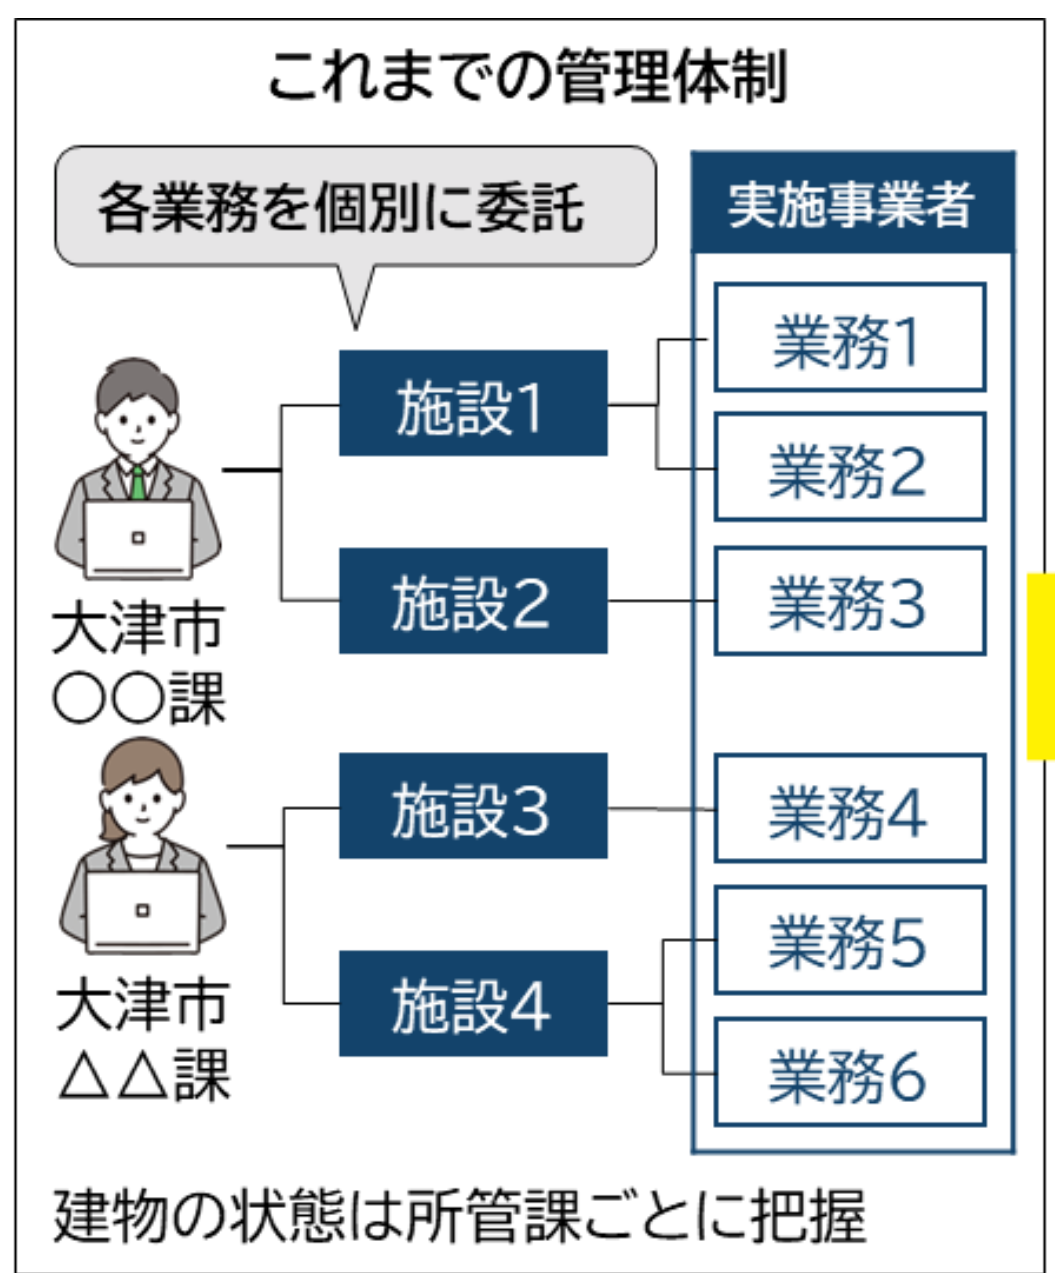 これまでの管理体制
各業務を個別に委託
実施事業者
施設1
業務1
業務2
施設2
業務3
大津市
○○課
施設3
業務4
施設4
業務5
業務6
大津市
△△課
建物の状態は所管課ごとに把握